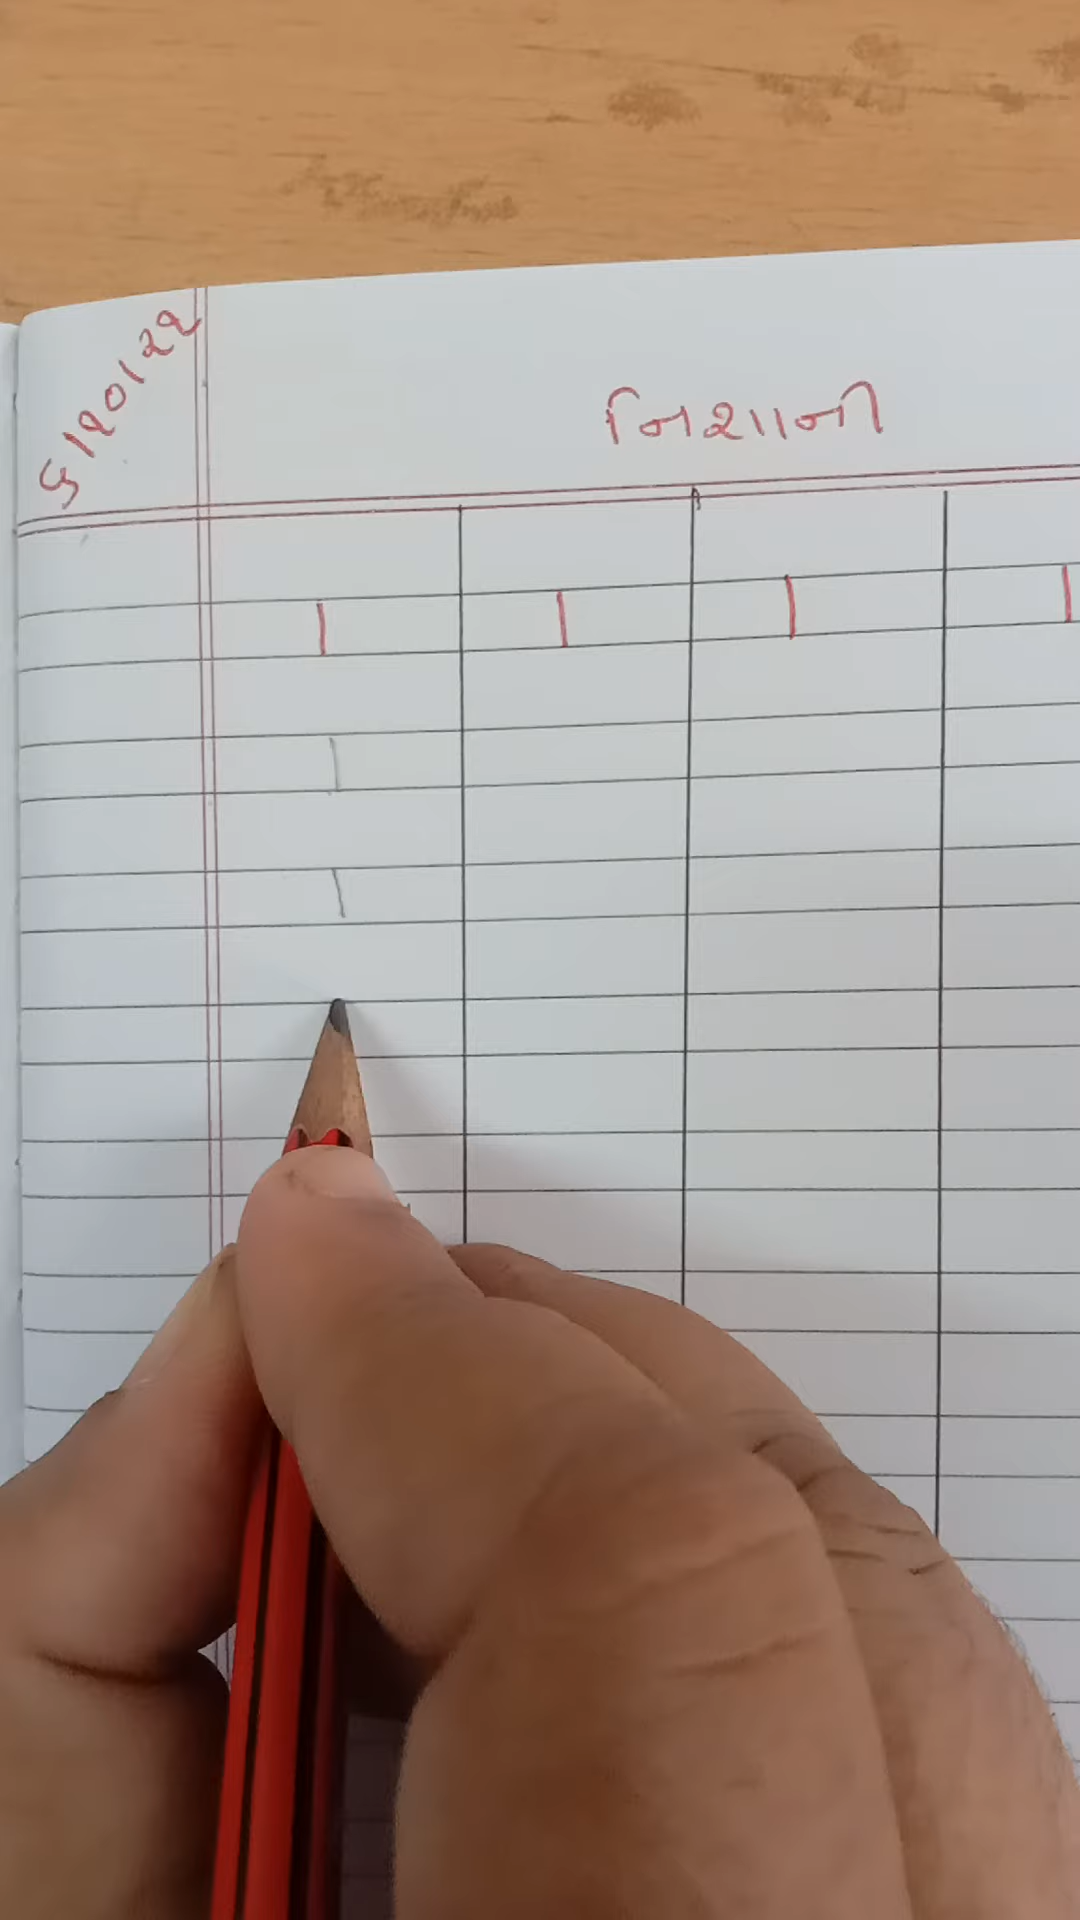 ૬/૧૦/૨૨
નિશાની
| | | |
|
\